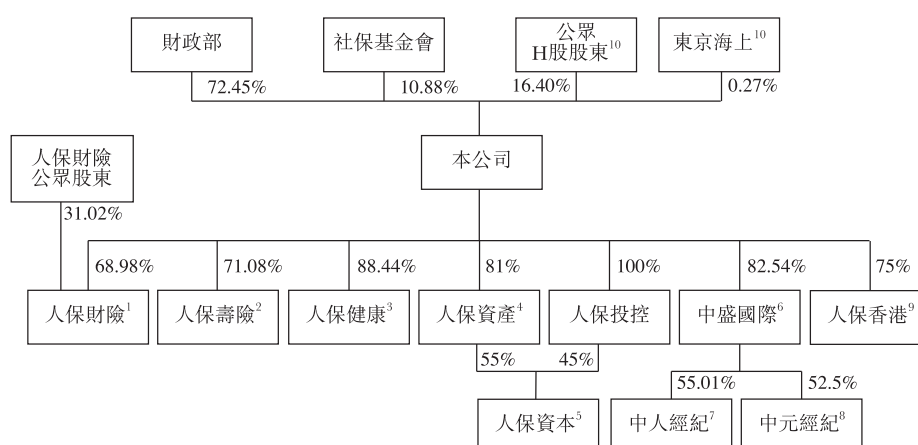 財政部
社保基金會
公眾
H股股東10
東京海上10
72.45%
10.88%
16.40%
0.27%
人保財險
公眾股東
本公司
31.02%
68.98%
71.08%
88.44%
81%
100%
82.54%
75%
人保財險1
人保壽險2
人保健康3
人保資產4
人保投控
中盛國際6
人保香港9
55%
45%
55.01%
52.5%
人保資本5
中人經紀7
中元經紀8